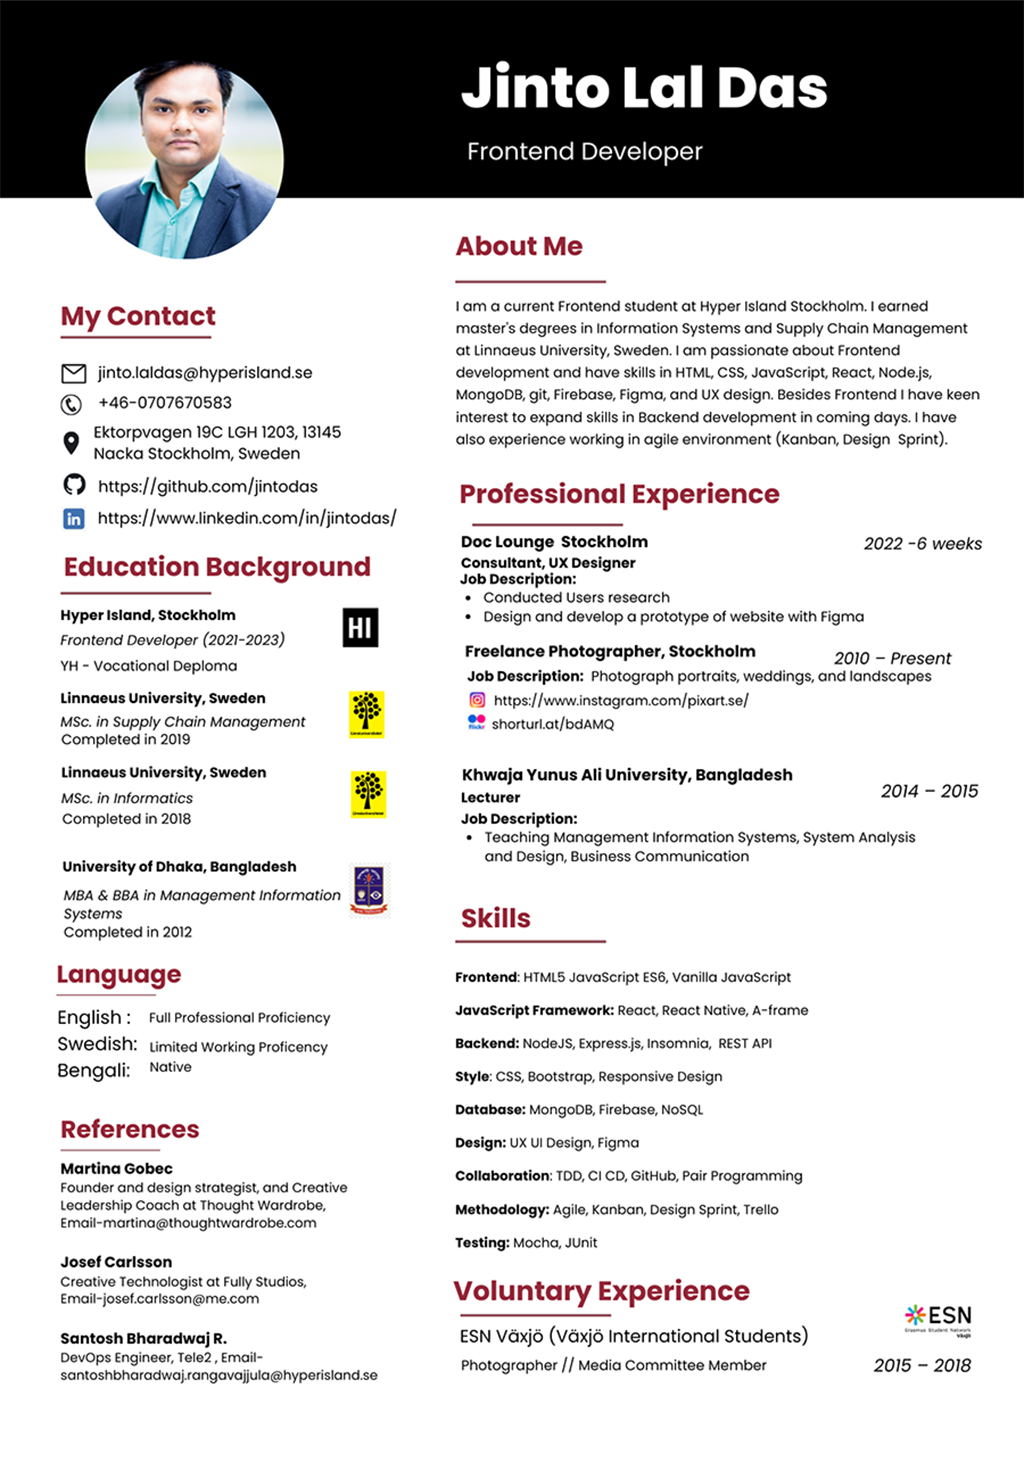 Jinto Lal Das
Frontend Developer
My Contact
jinto.laldas@hyperisland.se
+46-0707670583
Ektorpvagen 19C LGH 1203, 13145
Nacka Stockholm, Sweden
https://github.com/jintodas
in https://www.linkedin.com/in/jintodas/
Education Background
Hyper Island, Stockholm
HI
Frontend Developer (2021-2023)
YH - Vocational Deploma
Linnaeus University, Sweden
MSc. in Supply Chain Management
Completed in 2019
Linnaeus University, Sweden
MSc. in Informatics
Completed in 2018
University of Dhaka, Bangladesh
MBA & BBA in Management Information
Systems
Completed in 2012
Language
English : Full Professional Proficiency
Swedish: Limited Working Proficency
Bengali: Native
References
Martina Gobec
Founder and design strategist, and Creative
Leadership Coach at Thought Wardrobe,
Email-martina@thoughtwardrobe.com
Josef Carlsson
Creative Technologist at Fully Studios,
Email-josef.carlsson@me.com
Santosh Bharadwaj R.
DevOps Engineer, Tele2 , Email-
santoshbharadwaj.rangavajjula@hyperisland.se
About Me
I am a current Frontend student at Hyper Island Stockholm. I earned
master's degrees in Information Systems and Supply Chain Management
at Linnaeus University, Sweden. I am passionate about Frontend
development and have skills in HTML, CSS, JavaScript, React, Node.js,
MongoDB, git, Firebase, Figma, and UX design. Besides Frontend I have keen
interest to expand skills in Backend development in coming days. I have
also experience working in agile environment (Kanban, Design Sprint).
Professional Experience
Doc Lounge Stockholm
2022 -6 weeks
Consultant, UX Designer
Job Description:
• Conducted Users research
• Design and develop a prototype of website with Figma
Freelance Photographer, Stockholm
2010 – Present
Job Description: Photograph portraits, weddings, and landscapes
https://www.instagram.com/pixart.se/
flickr shorturl.at/bdAMQ
Khwaja Yunus Ali University, Bangladesh
2014 – 2015
Lecturer
Job Description:
• Teaching Management Information Systems, System Analysis
and Design, Business Communication
Skills
Frontend: HTML5 JavaScript ES6, Vanilla JavaScript
JavaScript Framework: React, React Native, A-frame
Backend: NodeJS, Express.js, Insomnia, REST API
Style: CSS, Bootstrap, Responsive Design
Database: MongoDB, Firebase, NoSQL
Design: UX UI Design, Figma
Collaboration: TDD, CI CD, GitHub, Pair Programming
Methodology: Agile, Kanban, Design Sprint, Trello
Testing: Mocha, JUnit
Voluntary Experience
ESN
Erasmus Student Network
Växjö
ESN Växjö (Växjö International Students)
Photographer // Media Committee Member
2015 – 2018